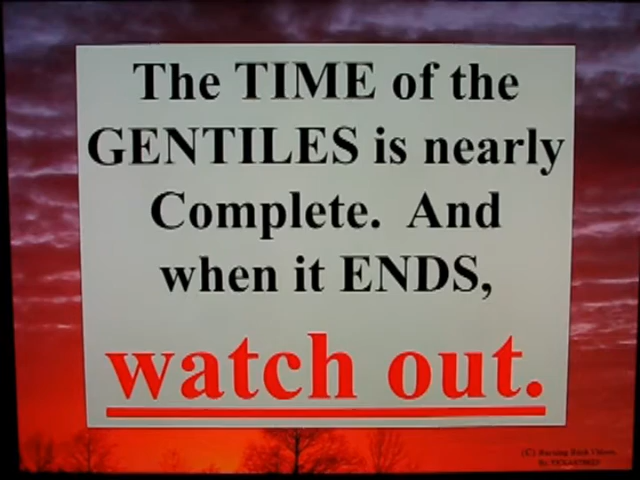 The TIME of the
GENTILES is nearly
Complete.  And
when it ENDS,
watch out.
(C)